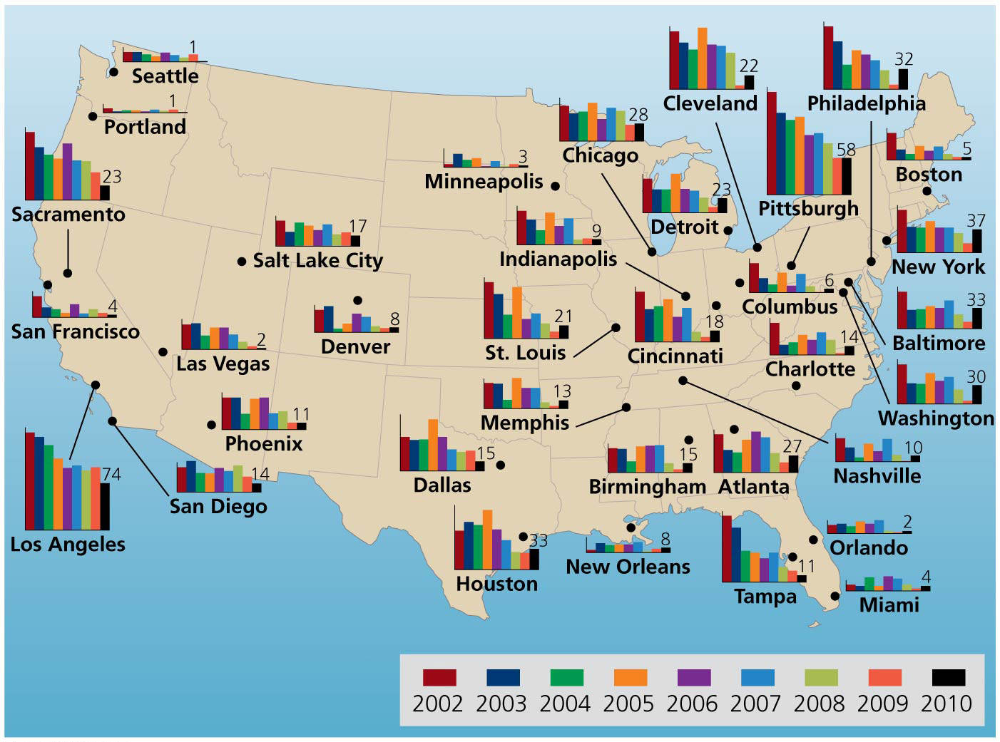 1
Seattle
1
Portland
23
Sacramento
4
San Francisco
2
Las Vegas
74
Los Angeles
14
San Diego
11
Phoenix
17
Salt Lake City
8
Denver
3
Minneapolis
28
Chicago
9
Indianapolis
21
St. Louis
13
Memphis
15
Dallas
33
Houston
8
New Orleans
15
Birmingham
27
Atlanta
11
Tampa
2
Orlando
4
Miami
10
Nashville
14
Charlotte
18
Cincinnati
6
Columbus
23
Detroit
22
Cleveland
58
Pittsburgh
32
Philadelphia
5
Boston
37
New York
33
Baltimore
30
Washington
2002 2003 2004 2005 2006 2007 2008 2009 2010